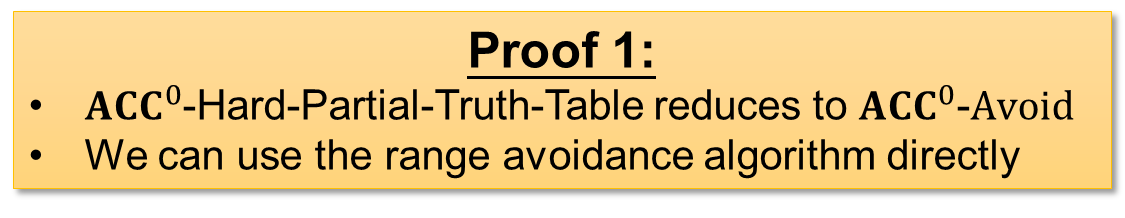 Proof 1:
• ACC⁰-Hard-Partial-Truth-Table reduces to ACC⁰-Avoid
• We can use the range avoidance algorithm directly